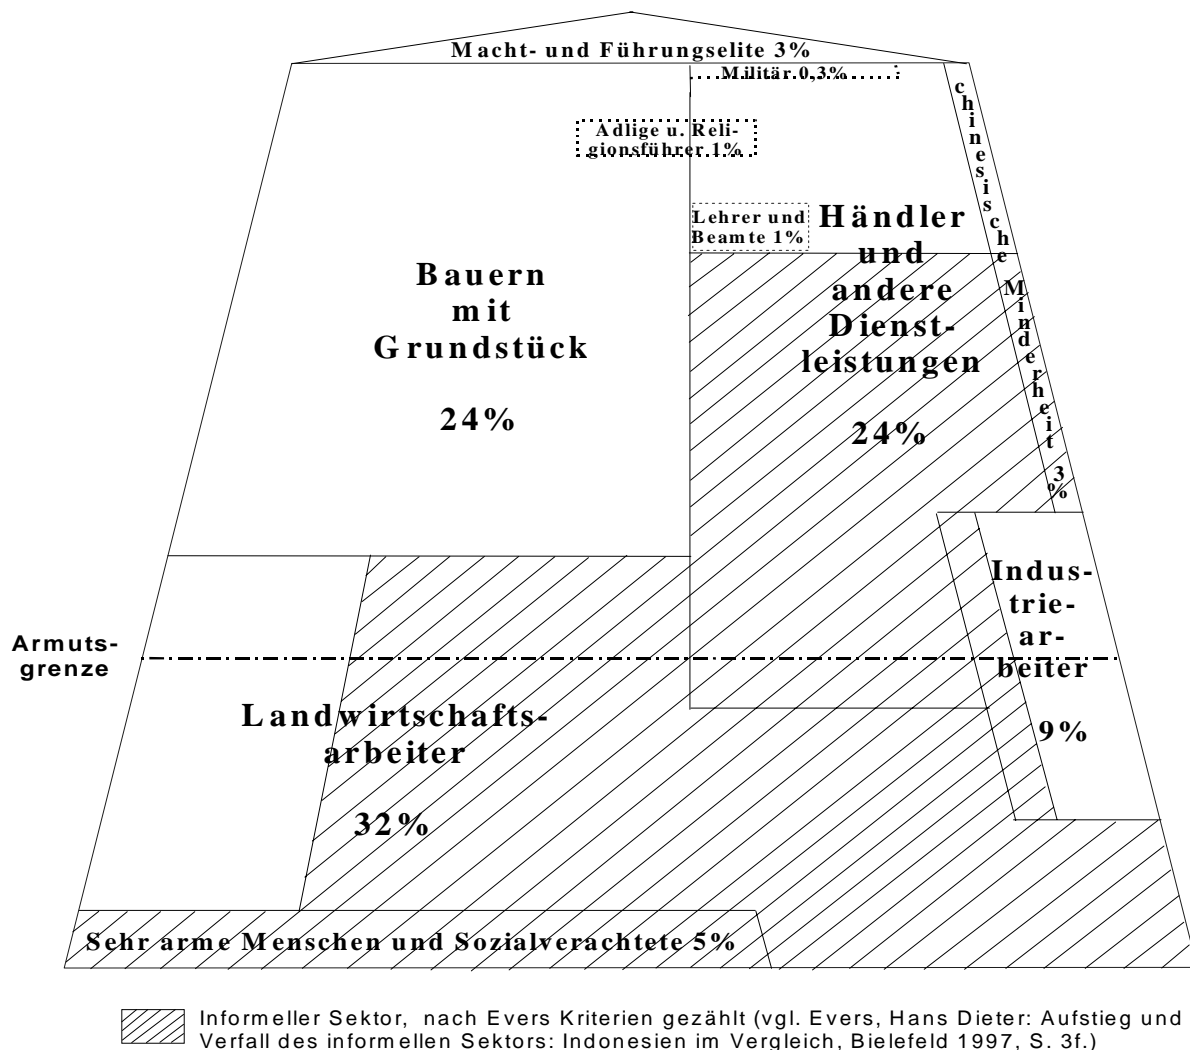 Macht- und Führungselite 3%
Militär 0,3%
Adlige u. Reli-
gionsführer 1%
Lehrer und
Beamte 1%
Händler
und
andere
Dienst-
leistungen
24%
chinesische Minderheit 3%
Bauern
mit
Grundstück
24%
Indus-
trie-
ar-
beiter
9%
Armuts-
grenze
Landwirtschafts-
arbeiter
32%
Sehr arme Menschen und Sozialverachtete 5%
Informeller Sektor, nach Evers Kriterien gezählt (vgl. Evers, Hans Dieter: Aufstieg und
Verfall des informellen Sektors: Indonesien im Vergleich, Bielefeld 1997, S. 3f.)